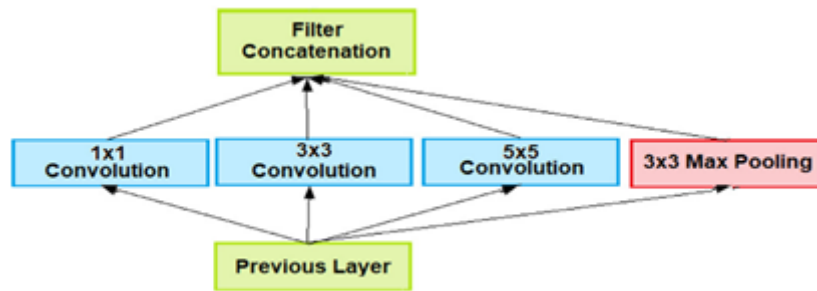 Filter
Concatenation
1x1
Convolution
3x3
Convolution
5x5
Convolution
3x3 Max Pooling
Previous Layer